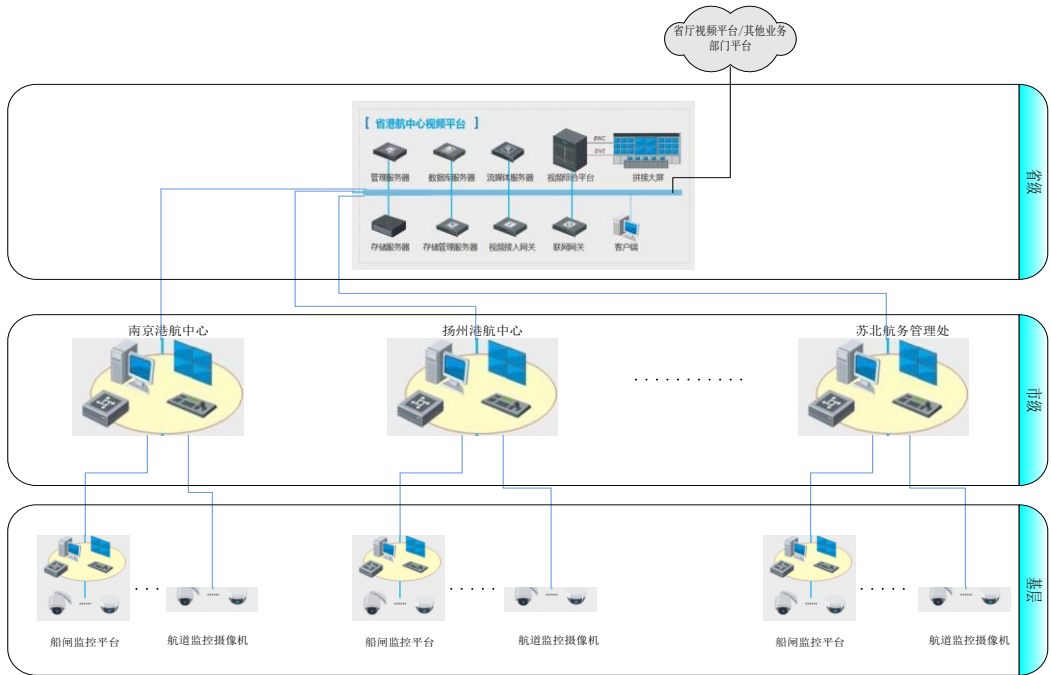 省厅视频平台/其他业务
部门平台
【 省港航中心视频平台 】
BNC
DVI
管理服务器 数据库服务器 流媒体服务器 视频综合平台 拼接大屏
存储服务器 存储管理服务器 视频接入网关 联网网关 客户端
省级
南京港航中心 扬州港航中心 苏北航务管理处
...........
市级
船闸监控平台 航道监控摄像机 船闸监控平台 航道监控摄像机 船闸监控平台 航道监控摄像机
基层